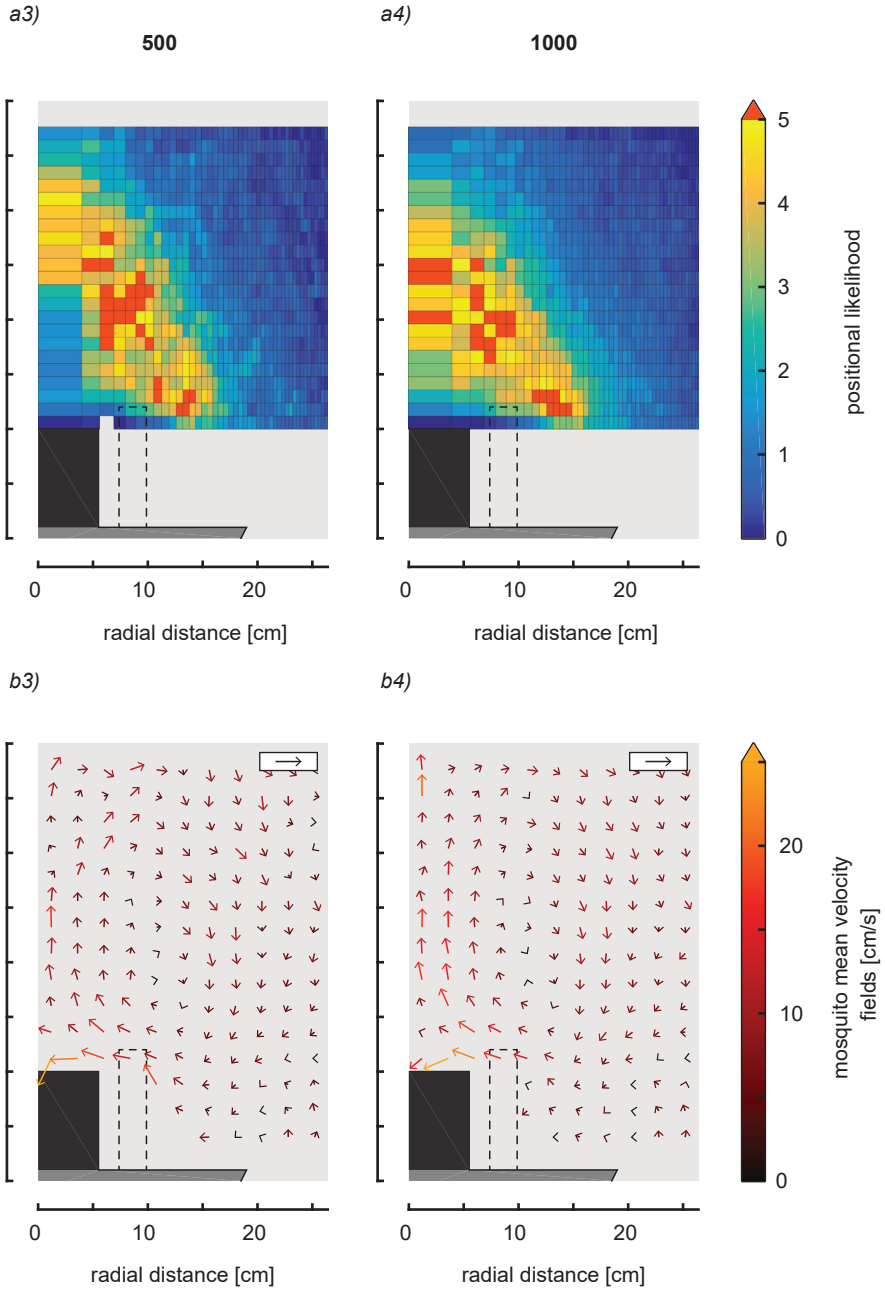 a3)
a4)
500
1000
5
4
3
2
1
0
positional likelihood
0
10
20
0
10
20
radial distance [cm]
radial distance [cm]
b3)
b4)
20
10
0
mosquito mean velocity
fields [cm/s]
0
10
20
0
10
20
radial distance [cm]
radial distance [cm]